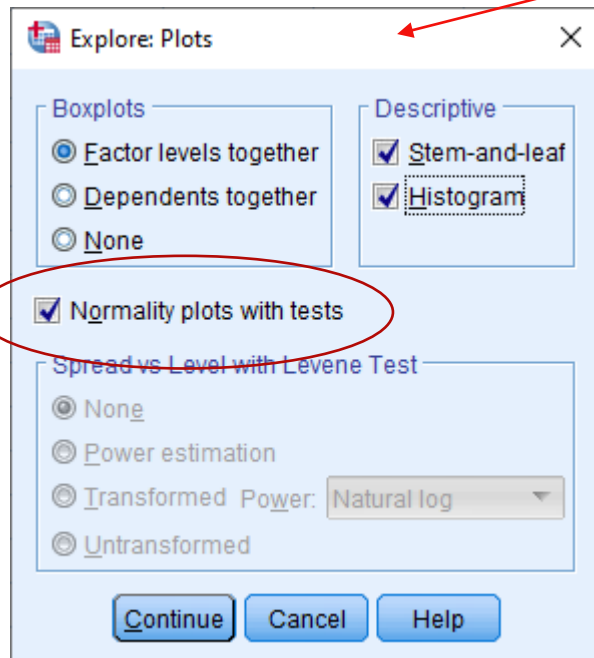 Explore: Plots
Boxplots
Factor levels together
Dependents together
None
Descriptive
Stem-and-leaf
Histogram
Normality plots with tests
Spread vs Level with Levene Test
None
Power estimation
Transformed Power: Natural log
Untransformed
Continue Cancel Help